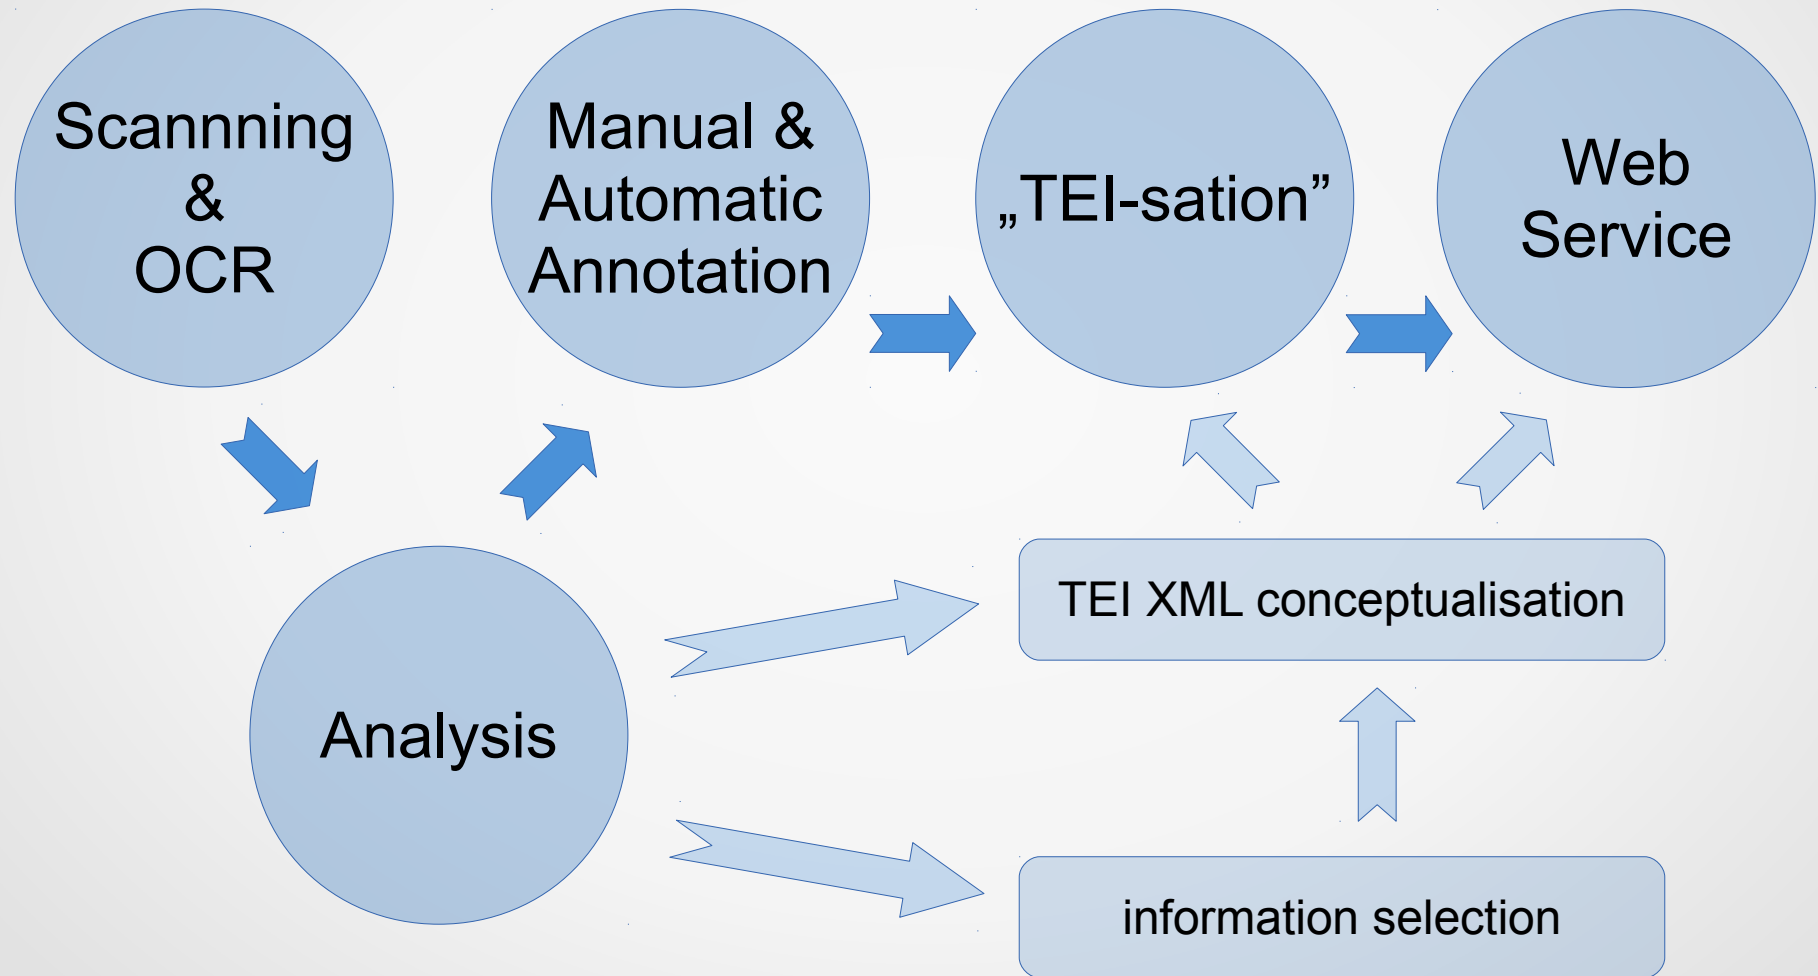 Scannning
&
OCR
Manual &
Automatic
Annotation
„TEI-sation”
Web
Service
Analysis
TEI XML conceptualisation
information selection